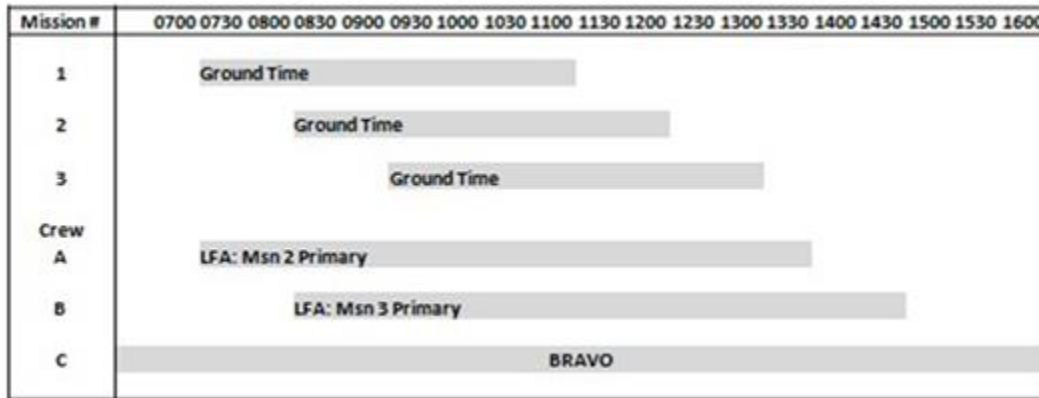 Mission # 0700 0730 0800 0830 0900 0930 1000 1030 1100 1130 1200 1230 1300 1330 1400 1430 1500 1530 1600
1 Ground Time
2 Ground Time
3 Ground Time
Crew
A LFA: Msn 2 Primary
B LFA: Msn 3 Primary
C BRAVO